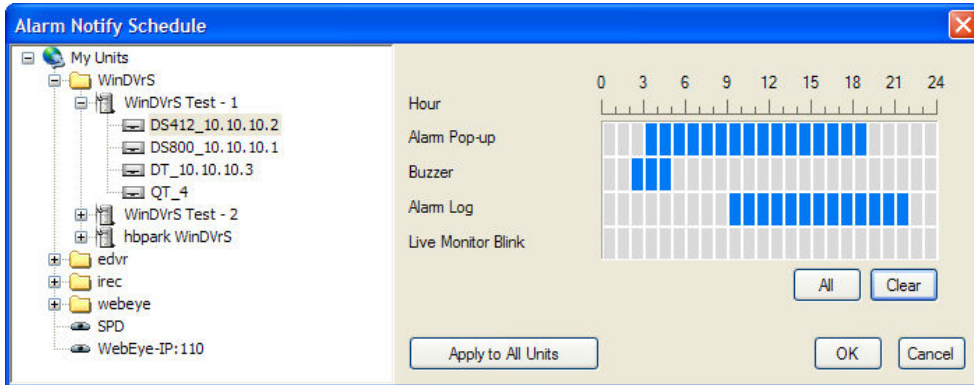 Alarm Notify Schedule
My Units
WinDVrS
WinDVrS Test - 1
DS412_10.10.10.2
DS800_10.10.10.1
DT_10.10.10.3
QT_4
WinDVrS Test - 2
hbpark WinDVrS
edvr
irec
webeye
SPD
WebEye-IP:110
0 3 6 9 12 15 18 21 24
Hour
Alarm Pop-up
Buzzer
Alarm Log
Live Monitor Blink
All Clear
Apply to All Units OK Cancel